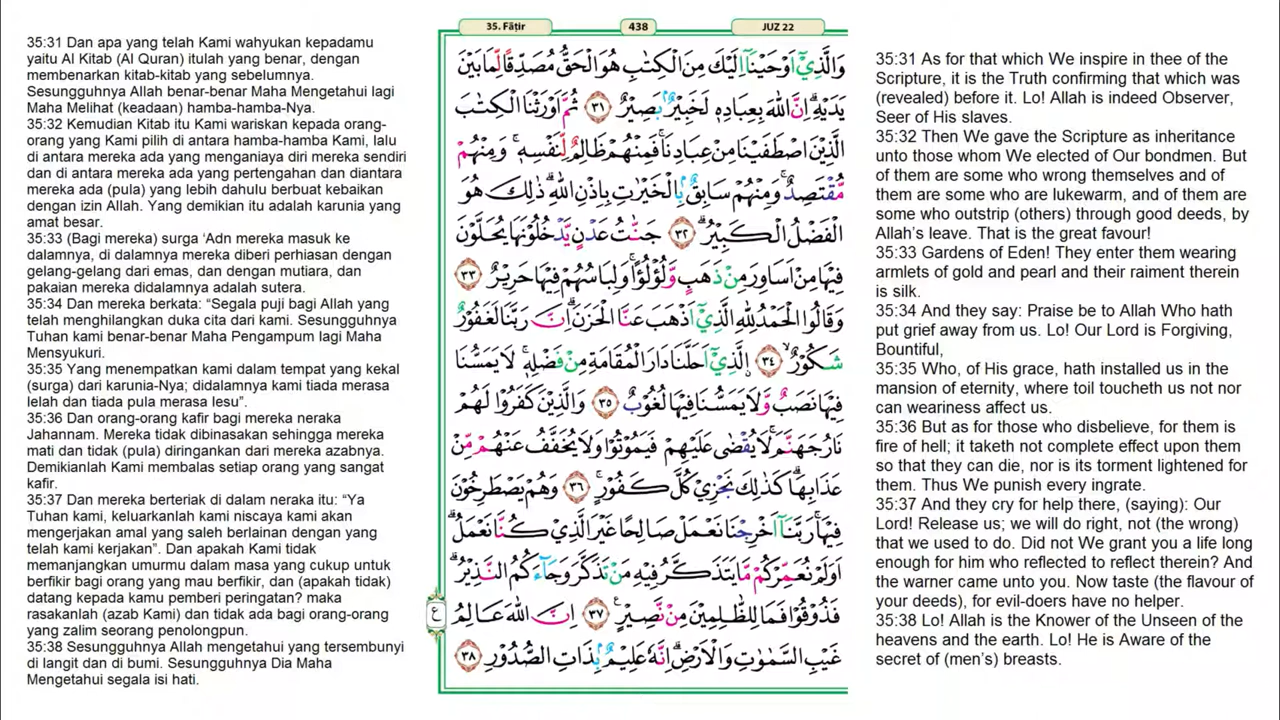 35:31 Dan apa yang telah Kami wahyukan kepadamu
yaitu Al Kitab (Al Quran) itulah yang benar, dengan
membenarkan kitab-kitab yang sebelumnya.
Sesungguhnya Allah benar-benar Maha Mengetahui lagi
Maha Melihat (keadaan) hamba-hamba-Nya.
35:32 Kemudian Kitab itu Kami wariskan kepada orang-
orang yang Kami pilih di antara hamba-hamba Kami, lalu
di antara mereka ada yang menganiaya diri mereka sendiri
dan di antara mereka ada yang pertengahan dan diantara
mereka ada (pula) yang lebih dahulu berbuat kebaikan
dengan izin Allah. Yang demikian itu adalah karunia yang
amat besar.
35:33 (Bagi mereka) surga ‘Adn mereka masuk ke
dalamnya, di dalamnya mereka diberi perhiasan dengan
gelang-gelang dari emas, dan dengan mutiara, dan
pakaian mereka didalamnya adalah sutera.
35:34 Dan mereka berkata: “Segala puji bagi Allah yang
telah menghilangkan duka cita dari kami. Sesungguhnya
Tuhan kami benar-benar Maha Pengampum lagi Maha
Mensyukuri.
35:35 Yang menempatkan kami dalam tempat yang kekal
(surga) dari karunia-Nya; didalamnya kami tiada merasa
lelah dan tiada pula merasa lesu”.
35:36 Dan orang-orang kafir bagi mereka neraka
Jahannam. Mereka tidak dibinasakan sehingga mereka
mati dan tidak (pula) diringankan dari mereka azabnya.
Demikianlah Kami membalas setiap orang yang sangat
kafir.
35:37 Dan mereka berteriak di dalam neraka itu: “Ya
Tuhan kami, keluarkanlah kami niscaya kami akan
mengerjakan amal yang saleh berlainan dengan yang
telah kami kerjakan”. Dan apakah Kami tidak
memanjangkan umurmu dalam masa yang cukup untuk
berfikir bagi orang yang mau berfikir, dan (apakah tidak)
datang kepada kamu pemberi peringatan? maka
rasakanlah (azab Kami) dan tidak ada bagi orang-orang
yang zalim seorang penolongpun.
35:38 Sesungguhnya Allah mengetahui yang tersembunyi
di langit dan di bumi. Sesungguhnya Dia Maha
Mengetahui segala isi hati.
35. Fāṭir
438
JUZ 22
وَالَّذِيْٓ اَوْحَيْنَآ اِلَيْكَ مِنَ الْكِتٰبِ هُوَ الْحَقُّ مُصَدِّقًا لِّمَا بَيْنَ
يَدَيْهِۗ اِنَّ اللّٰهَ بِعِبَادِهٖ لَخَبِيْرٌۢ بَصِيْرٌ ٣١ ثُمَّ اَوْرَثْنَا الْكِتٰبَ
الَّذِيْنَ اصْطَفَيْنَا مِنْ عِبَادِنَاۚ فَمِنْهُمْ ظَالِمٌ لِّنَفْسِهٖۚ وَمِنْهُمْ
مُّقْتَصِدٌۚ وَمِنْهُمْ سَابِقٌۢ بِالْخَيْرٰتِ بِاِذْنِ اللّٰهِۗ ذٰلِكَ هُوَ
الْفَضْلُ الْكَبِيْرُۗ ٣٢ جَنّٰتُ عَدْنٍ يَّدْخُلُوْنَهَا يُحَلَّوْنَ
فِيْهَا مِنْ اَسَاوِرَ مِنْ ذَهَبٍ وَّلُؤْلُؤًاۚ وَلِبَاسُهُمْ فِيْهَا حَرِيْرٌ ٣٣
وَقَالُوا الْحَمْدُ لِلّٰهِ الَّذِيْٓ اَذْهَبَ عَنَّا الْحَزَنَۗ اِنَّ رَبَّنَا لَغَفُوْرٌ
شَكُوْرٌۙ ٣٤ ۨالَّذِيْٓ اَحَلَّنَا دَارَ الْمُقَامَةِ مِنْ فَضْلِهٖۚ لَا يَمَسُّنَا
فِيْهَا نَصَبٌ وَّلَا يَمَسُّنَا فِيْهَا لُغُوْبٌ ٣٥ وَالَّذِيْنَ كَفَرُوْا لَهُمْ
نَارُ جَهَنَّمَۚ لَا يُقْضٰى عَلَيْهِمْ فَيَمُوْتُوْا وَلَا يُخَفَّفُ عَنْهُمْ مِّنْ
عَذَابِهَاۗ كَذٰلِكَ نَجْزِيْ كُلَّ كَفُوْرٍۚ ٣٦ وَهُمْ يَصْطَرِخُوْنَ
فِيْهَاۚ رَبَّنَآ اَخْرِجْنَا نَعْمَلْ صَالِحًا غَيْرَ الَّذِيْ كُنَّا نَعْمَلُۗ
اَوَلَمْ نُعَمِّرْكُمْ مَّا يَتَذَكَّرُ فِيْهِ مَنْ تَذَكَّرَ وَجَاۤءَكُمُ النَّذِيْرُۗ
فَذُوْقُوْا فَمَا لِلظّٰلِمِيْنَ مِنْ نَّصِيْرٍۚ ٣٧ اِنَّ اللّٰهَ عَالِمُ
غَيْبِ السَّمٰوٰتِ وَالْاَرْضِۗ اِنَّهٗ عَلِيْمٌۢ بِذَاتِ الصُّدُوْرِ ٣٨
ع
35:31 As for that which We inspire in thee of the
Scripture, it is the Truth confirming that which was
(revealed) before it. Lo! Allah is indeed Observer,
Seer of His slaves.
35:32 Then We gave the Scripture as inheritance
unto those whom We elected of Our bondmen. But
of them are some who wrong themselves and of
them are some who are lukewarm, and of them are
some who outstrip (others) through good deeds, by
Allah’s leave. That is the great favour!
35:33 Gardens of Eden! They enter them wearing
armlets of gold and pearl and their raiment therein
is silk.
35:34 And they say: Praise be to Allah Who hath
put grief away from us. Lo! Our Lord is Forgiving,
Bountiful,
35:35 Who, of His grace, hath installed us in the
mansion of eternity, where toil toucheth us not nor
can weariness affect us.
35:36 But as for those who disbelieve, for them is
fire of hell; it taketh not complete effect upon them
so that they can die, nor is its torment lightened for
them. Thus We punish every ingrate.
35:37 And they cry for help there, (saying): Our
Lord! Release us; we will do right, not (the wrong)
that we used to do. Did not We grant you a life long
enough for him who reflected to reflect therein? And
the warner came unto you. Now taste (the flavour of
your deeds), for evil-doers have no helper.
35:38 Lo! Allah is the Knower of the Unseen of the
heavens and the earth. Lo! He is Aware of the
secret of (men’s) breasts.